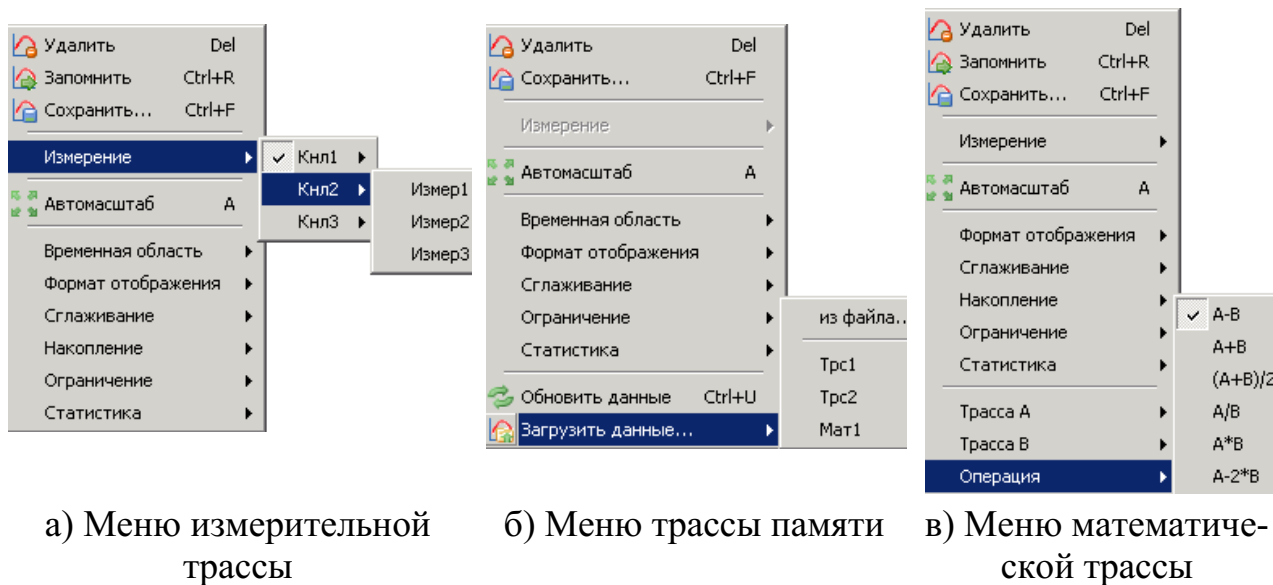 Удалить Del
Запомнить Ctrl+R
Сохранить... Ctrl+F
Измерение
Автомасштаб A
Временная область
Формат отображения
Сглаживание
Накопление
Ограничение
Статистика
Кнл1
Кнл2
Кнл3
Измер1
Измер2
Измер3
а) Меню измерительной
трассы
Удалить Del
Сохранить... Ctrl+F
Измерение
Автомасштаб A
Временная область
Формат отображения
Сглаживание
Ограничение
Статистика
Обновить данные Ctrl+U
Загрузить данные...
из файла..
Трс1
Трс2
Мат1
б) Меню трассы памяти
Удалить Del
Запомнить Ctrl+R
Сохранить... Ctrl+F
Измерение
Автомасштаб A
Формат отображения
Сглаживание
Накопление
Ограничение
Статистика
Трасса A
Трасса B
Операция
A-B
A+B
(A+B)/2
A/B
A*B
A-2*B
в) Меню математиче-
ской трассы